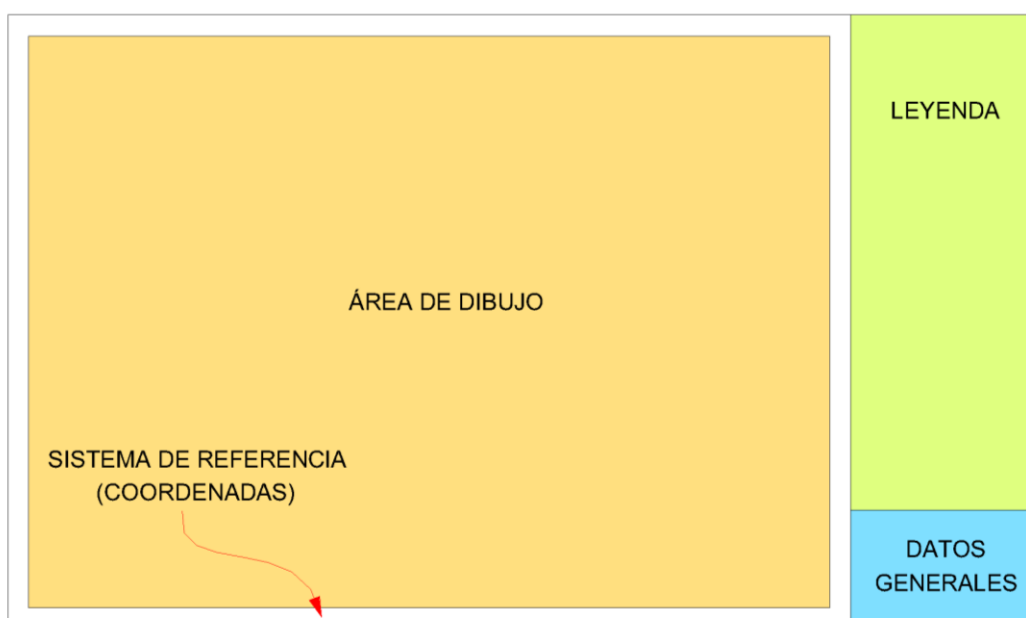 LEYENDA
ÁREA DE DIBUJO
SISTEMA DE REFERENCIA
(COORDENADAS)
DATOS
GENERALES